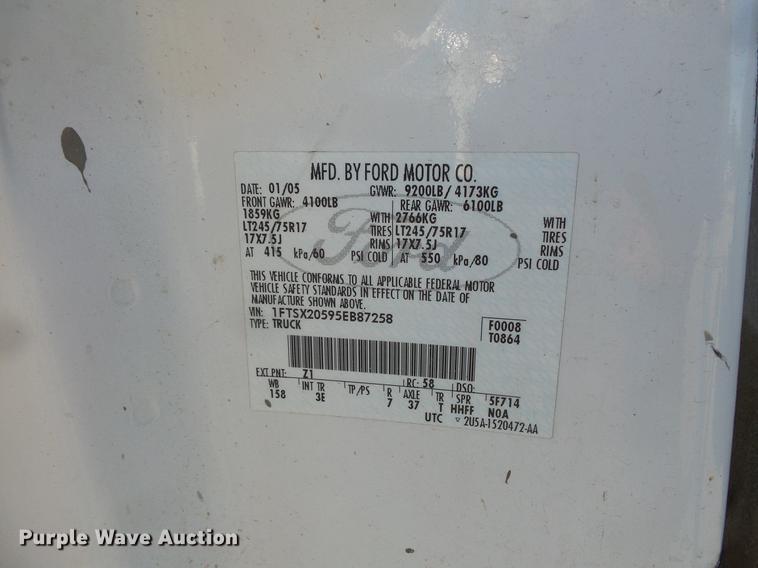 MFD. BY FORD MOTOR CO.
DATE: 01/05 GVWR: 9200LB/4173KG
FRONT GAWR: 4100LB REAR GAWR: 6100LB
1859KG WITH 2766KG WITH
LT245/75R17 TIRES LT245/75R17 TIRES
17X7.5J RIMS 17X7.5J RIMS
AT 415 kPa/60 PSI COLD AT 550 kPa/80 PSI COLD
Ford
THIS VEHICLE CONFORMS TO ALL APPLICABLE FEDERAL MOTOR
VEHICLE SAFETY STANDARDS IN EFFECT ON THE DATE OF
MANUFACTURE SHOWN ABOVE.
VIN: 1FTSX20595EB87258 F0008
TYPE: TRUCK T0864
EXT PNT: Z1 RC: 58 DSO:
WB INT TR TP/PS R AXLE TR SPR 5F714
158 3E 7 37 T HHFF N0A
UTC ▽ 2U5A-1520472-AA
Purple Wave Auction